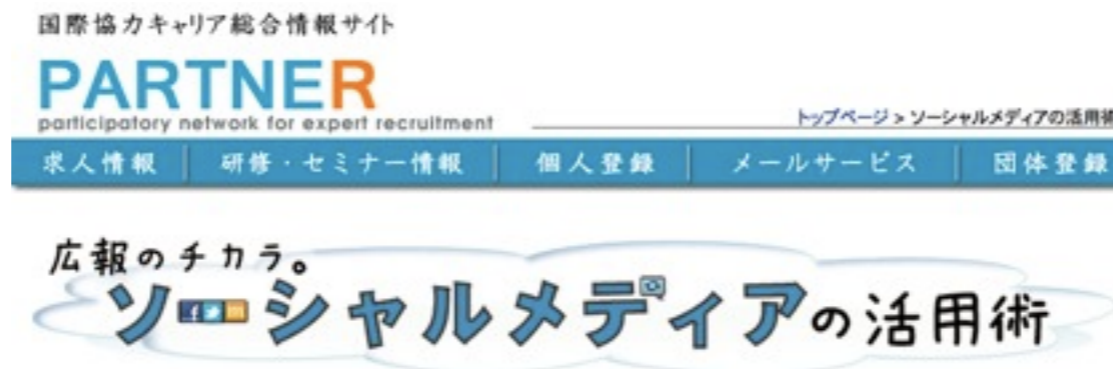 国際協力キャリア総合情報サイト
PARTNER
participatory network for expert recruitment
トップページ > ソーシャルメディアの活用術
求人情報 研修・セミナー情報 個人登録 メールサービス 団体登録
広報のチカラ。
ソーシャルメディアの活用術